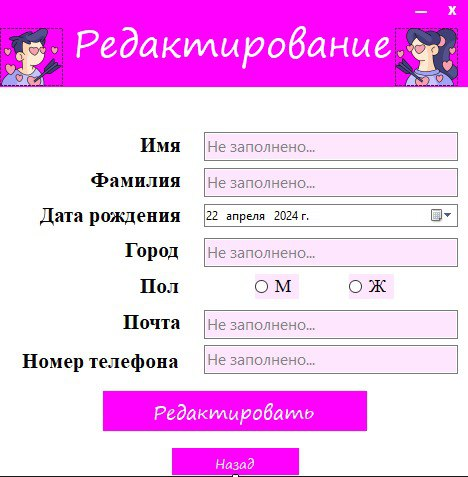 — X
Редактирование
Имя Не заполнено...
Фамилия Не заполнено...
Дата рождения 22 апреля 2024 г.
Город Не заполнено...
Пол М Ж
Почта Не заполнено...
Номер телефона Не заполнено...
Редактировать
Назад